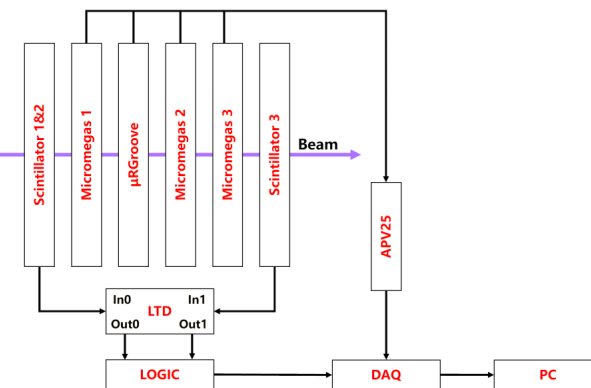 Scintillator 1&2
Micromegas 1
µRGroove
Micromegas 2
Micromegas 3
Scintillator 3
Beam
APV25
In0
In1
LTD
Out0
Out1
LOGIC
DAQ
PC